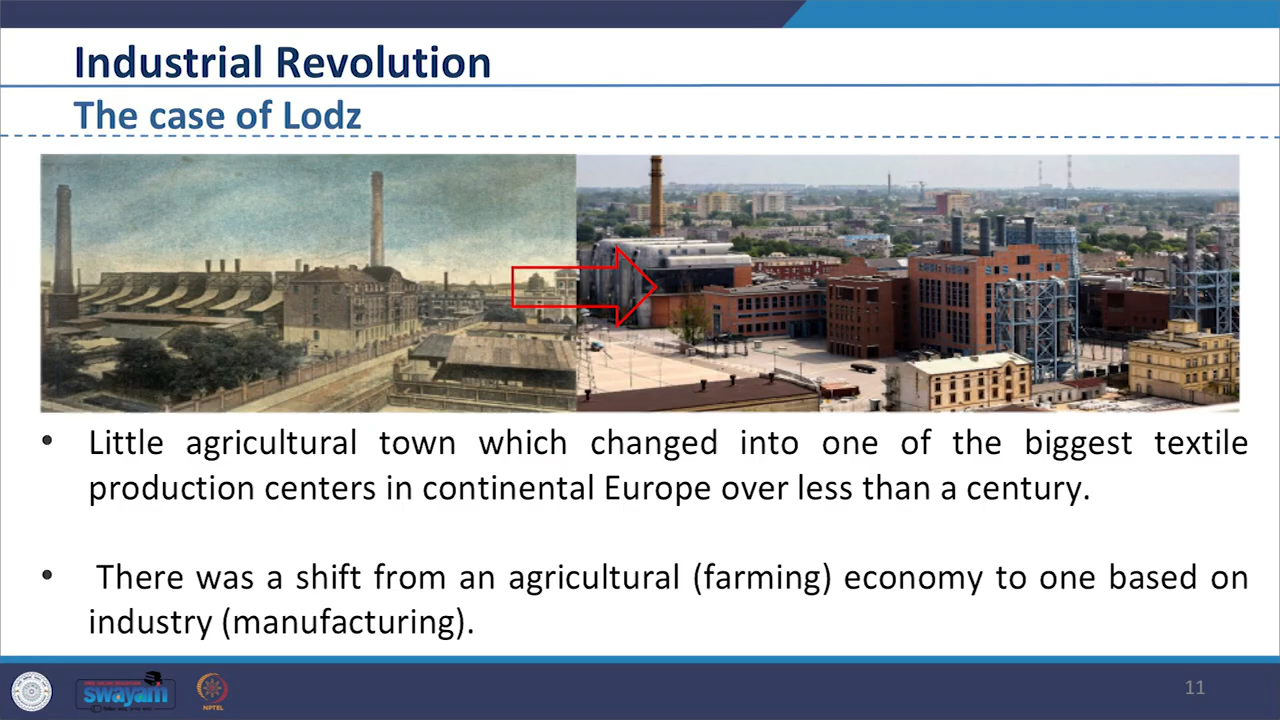 Industrial Revolution
The case of Lodz
• Little agricultural town which changed into one of the biggest textile
production centers in continental Europe over less than a century.
• There was a shift from an agricultural (farming) economy to one based on
industry (manufacturing).
swayam
NPTEL
11